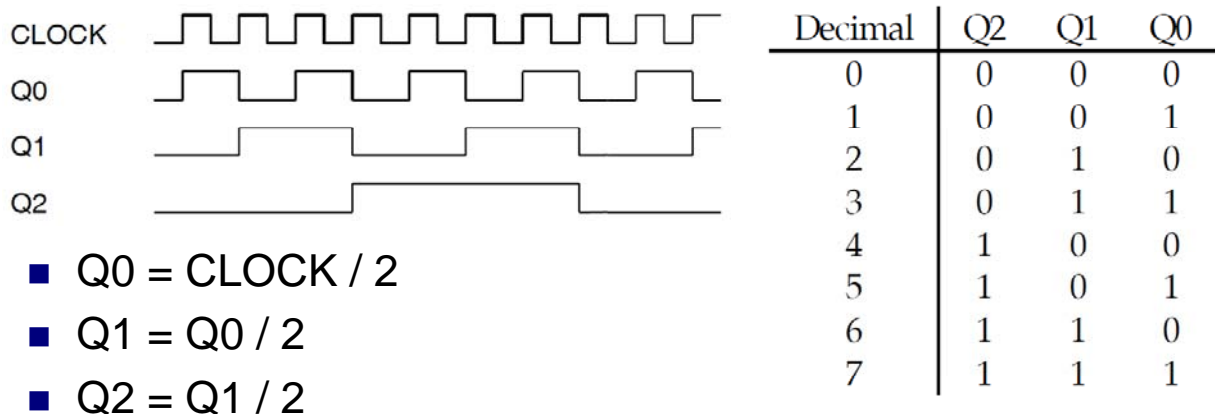 CLOCK
Q0
Q1
Q2
■ Q0 = CLOCK / 2
■ Q1 = Q0 / 2
■ Q2 = Q1 / 2
Decimal Q2 Q1 Q0
0 0 0 0
1 0 0 1
2 0 1 0
3 0 1 1
4 1 0 0
5 1 0 1
6 1 1 0
7 1 1 1